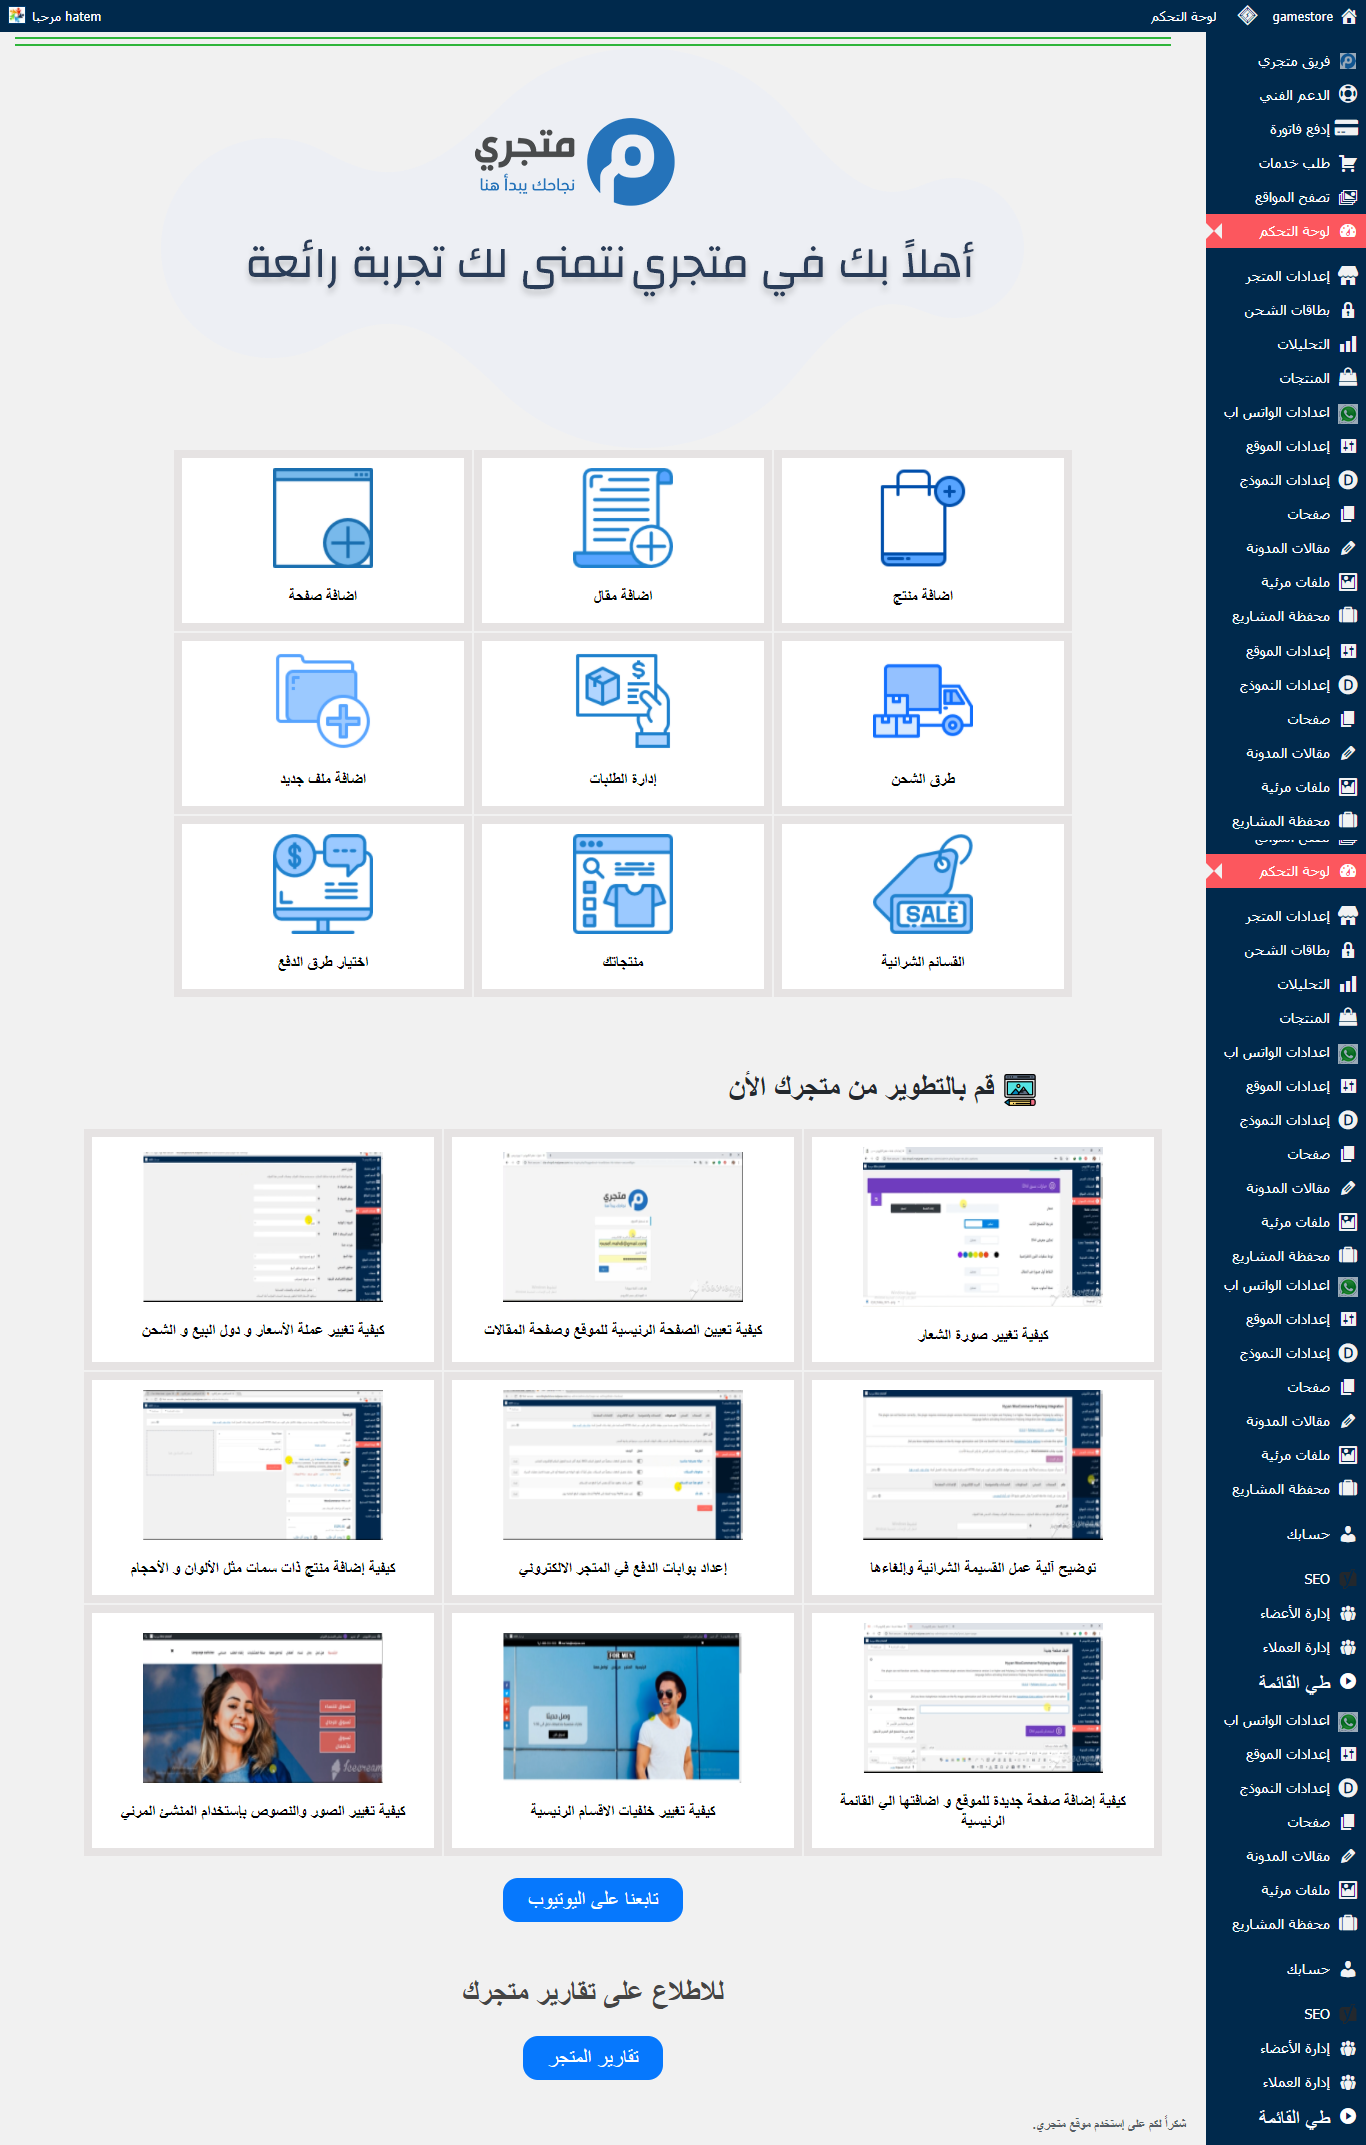 gamestore
لوحة التحكم
مرحبا hatem
فريق متجري
الدعم الفني
إدفع فاتورة
طلب خدمات
تصفح المواقع
لوحة التحكم
إعدادات المتجر
بطاقات الشحن
التحليلات
المنتجات
اعدادات الواتس اب
إعدادات الموقع
إعدادات النموذج
صفحات
مقالات المدونة
ملفات مرئية
محفظة المشاريع
إعدادات الموقع
إعدادات النموذج
صفحات
مقالات المدونة
ملفات مرئية
محفظة المشاريع
لوحة التحكم
إعدادات المتجر
بطاقات الشحن
التحليلات
المنتجات
اعدادات الواتس اب
إعدادات الموقع
إعدادات النموذج
صفحات
مقالات المدونة
ملفات مرئية
محفظة المشاريع
اعدادات الواتس اب
إعدادات الموقع
إعدادات النموذج
صفحات
مقالات المدونة
ملفات مرئية
محفظة المشاريع
حسابك
SEO
إدارة الأعضاء
إدارة العملاء
طي القائمة
اعدادات الواتس اب
إعدادات الموقع
إعدادات النموذج
صفحات
مقالات المدونة
ملفات مرئية
محفظة المشاريع
حسابك
SEO
إدارة الأعضاء
إدارة العملاء
طي القائمة
متجري
نجاحك يبدأ هنا
أهلاً بك في متجري نتمنى لك تجربة رائعة
اضافة منتج
اضافة مقال
اضافة صفحة
طرق الشحن
إدارة الطلبات
اضافة ملف جديد
SALE
القسائم الشرائية
منتجاتك
اختيار طرق الدفع
قم بالتطوير من متجرك الأن
متجري
كيفية تغيير صورة الشعار
كيفية تعيين الصفحة الرئيسية للموقع وصفحة المقالات
كيفية تغيير عملة الأسعار و دول البيع و الشحن
توضيح آلية عمل القسيمة الشرائية وإلغاءها
إعداد بوابات الدفع في المتجر الالكتروني
كيفية إضافة منتج ذات سمات مثل الألوان و الأحجام
FOR MEN
كيفية إضافة صفحة جديدة للموقع و اضافتها الي القائمة
الرئيسية
كيفية تغيير خلفيات الاقسام الرئيسية
كيفية تغيير الصور والنصوص بإستخدام المنشئ المرئي
تابعنا على اليوتيوب
للاطلاع على تقارير متجرك
تقارير المتجر
شكراً لكم على إستخدم موقع متجري.